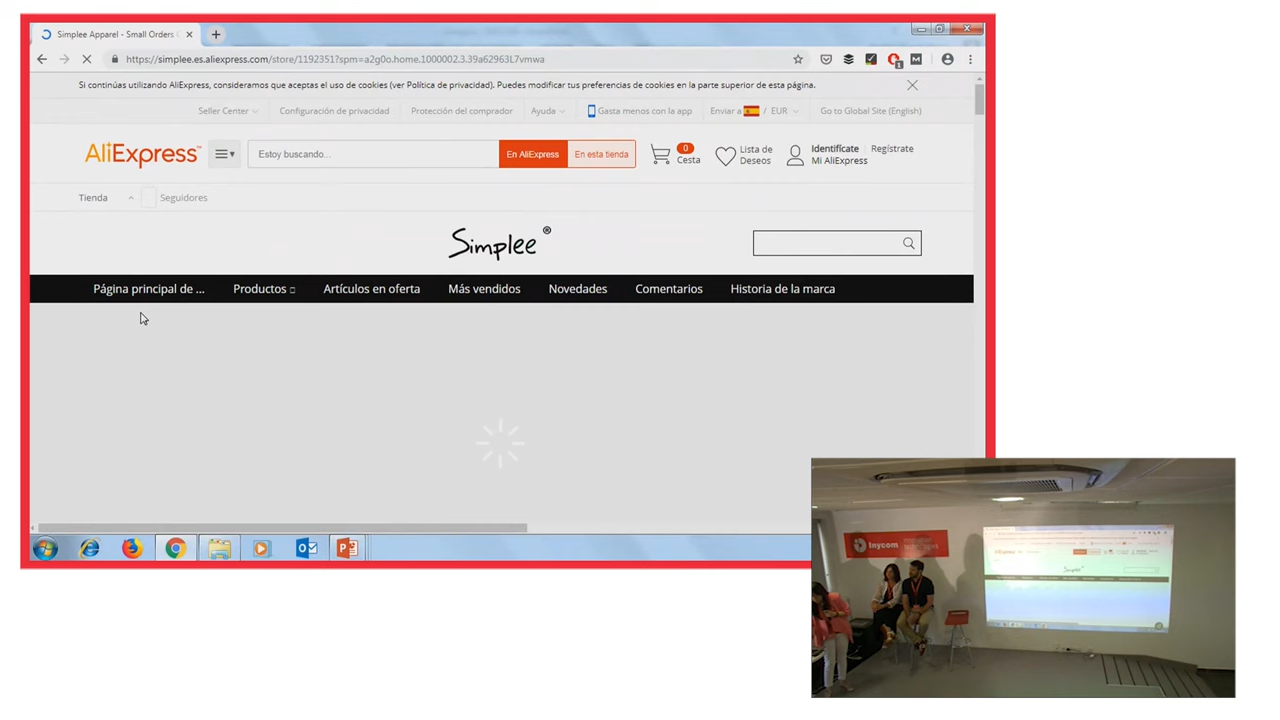 Simplee Apparel - Small Orders
https://simplee.es.aliexpress.com/store/1192351?spm=a2g0o.home.1000002.3.39a62963L7vmwa
Si continúas utilizando AliExpress, consideramos que aceptas el uso de cookies (ver Política de privacidad). Puedes modificar tus preferencias de cookies en la parte superior de esta página.
Seller Center Configuración de privacidad Protección del comprador Ayuda Gasta menos con la app Enviar a / EUR Go to Global Site (English)
AliExpress™ Estoy buscando... En AliExpress En esta tienda 0 Cesta Lista de Deseos Identifícate Regístrate Mi AliExpress
Tienda Seguidores
Simplee®
Página principal de ... Productos Artículos en oferta Más vendidos Novedades Comentarios Historia de la marca
Inycom